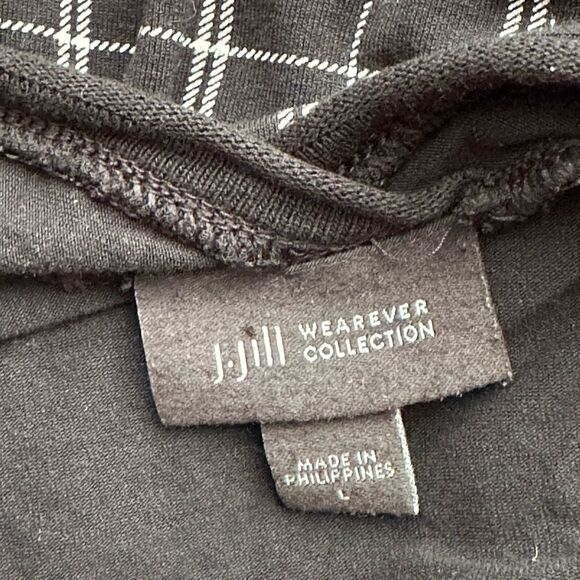 J.Jill WEAREVER
COLLECTION
MADE IN
PHILIPPINES
L